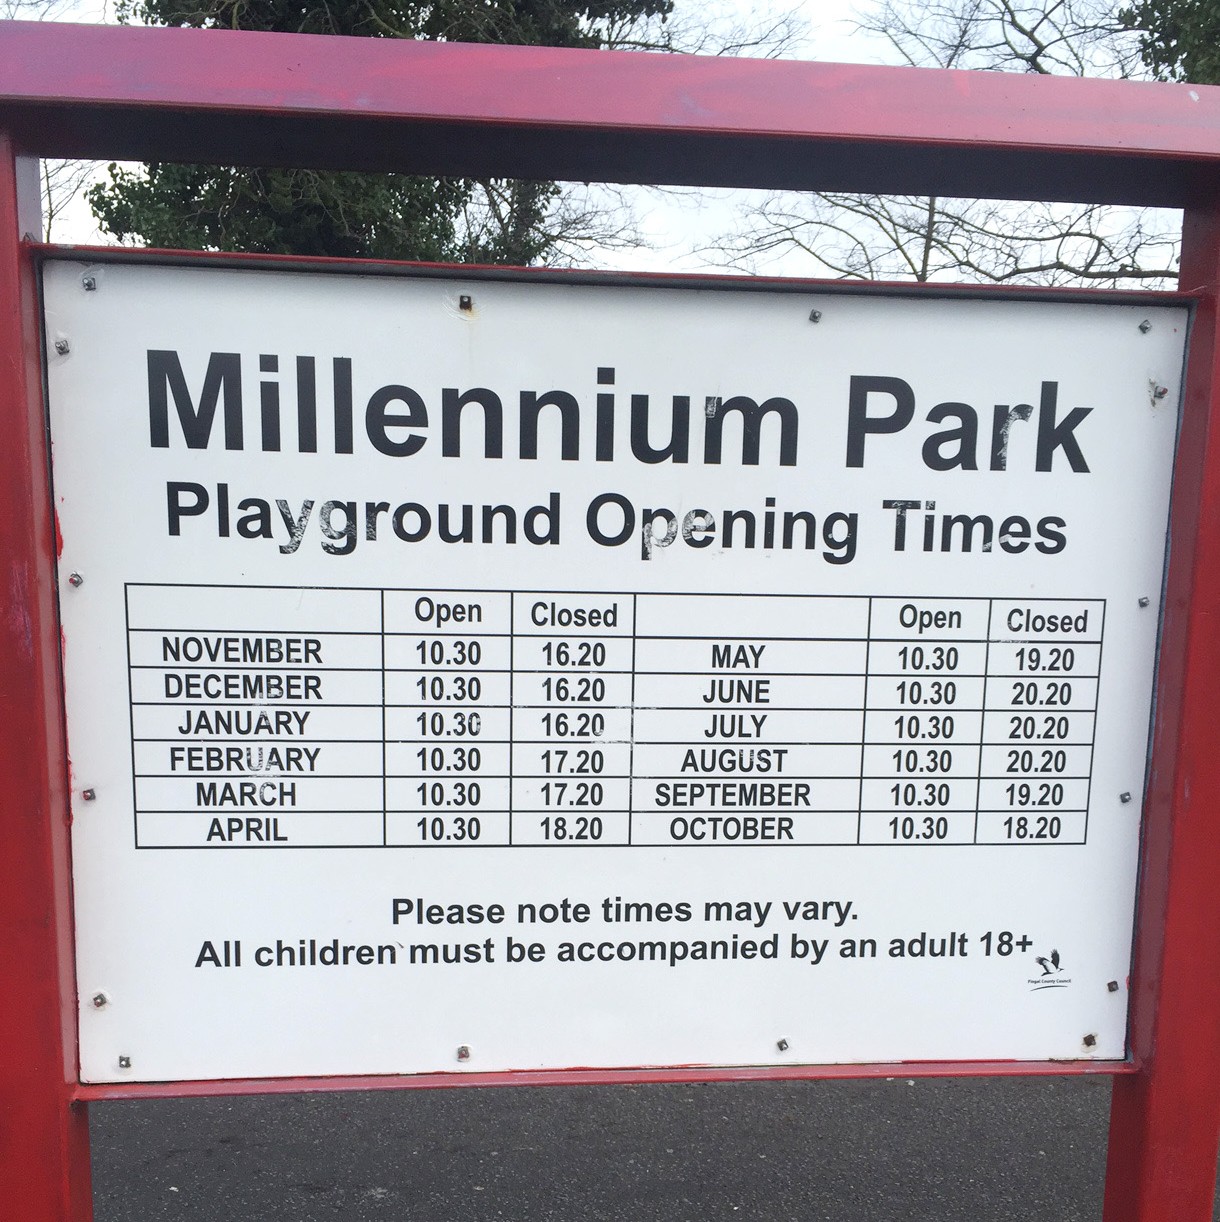 Millennium Park
Playground Opening Times
Open Closed Open Closed
NOVEMBER 10.30 16.20 MAY 10.30 19.20
DECEMBER 10.30 16.20 JUNE 10.30 20.20
JANUARY 10.30 16.20 JULY 10.30 20.20
FEBRUARY 10.30 17.20 AUGUST 10.30 20.20
MARCH 10.30 17.20 SEPTEMBER 10.30 19.20
APRIL 10.30 18.20 OCTOBER 10.30 18.20
Please note times may vary.
All children must be accompanied by an adult 18+
Fingal County Council